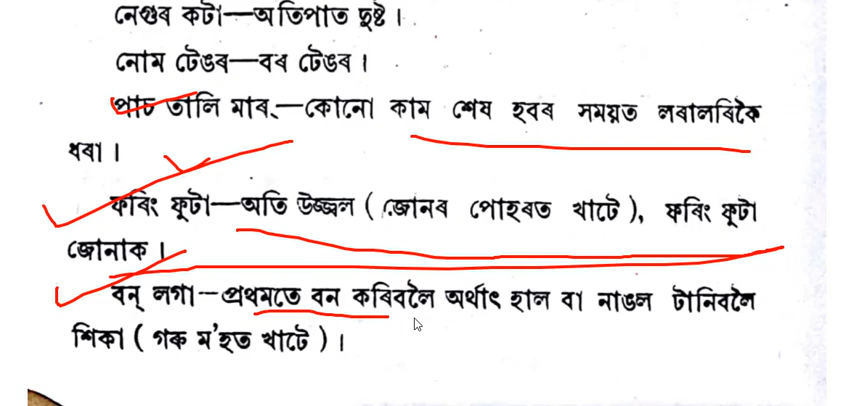 নেগুৰ কটা—অতিপাত দুষ্ট।
নোম টেঙৰ—বৰ টেঙৰ।
পাচ তালি মাৰ্—কোনো কাম শেষ হবৰ সময়ত লৰালৰিকৈ
ধৰা।
ফৰিং ফূটা—অতি উজ্জ্বল (জোনৰ পোহৰত খাটে), ফৰিং ফূটা
জোনাক।
বন্ লগা—প্ৰথমতে বন কৰিবলৈ অৰ্থাৎ হাল বা নাঙল টানিবলৈ
শিকা (গৰু ম'হত খাটে)।